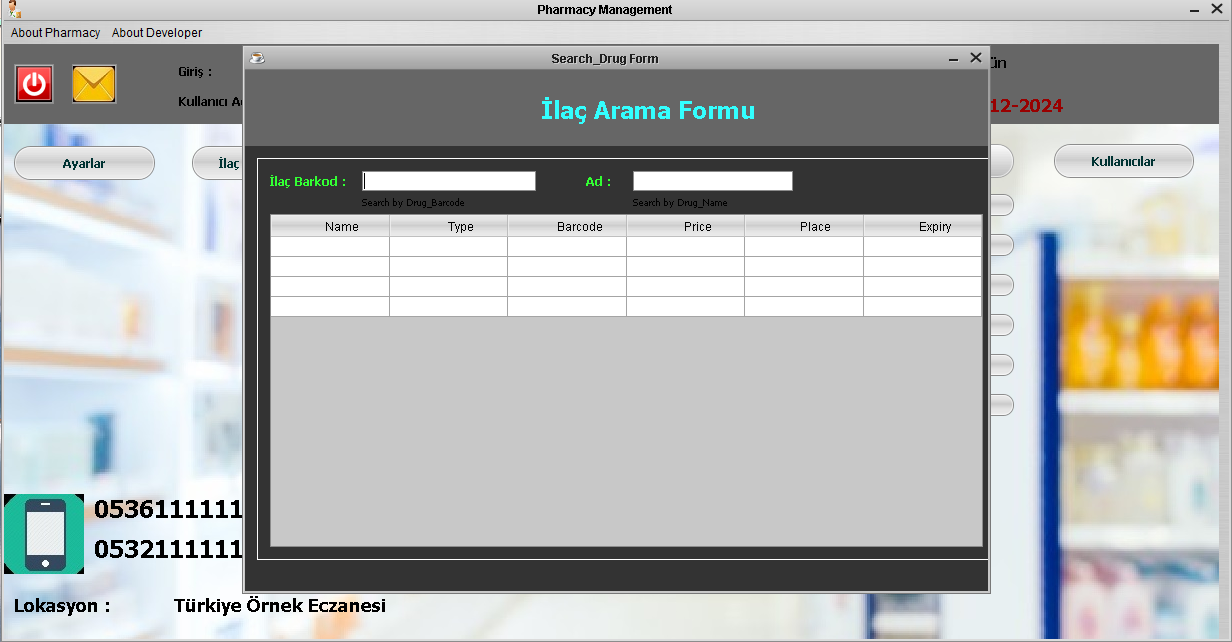 Pharmacy Management
About Pharmacy About Developer
Search_Drug Form
Giriş :
ün
Kullanıcı A
12-2024
İlaç Arama Formu
Ayarlar
İlaç
Kullanıcılar
İlaç Barkod :
Ad :
Search by Drug_Barcode
Search by Drug_Name
Name Type Barcode Price Place Expiry
0536111111
0532111111
Lokasyon : Türkiye Örnek Eczanesi